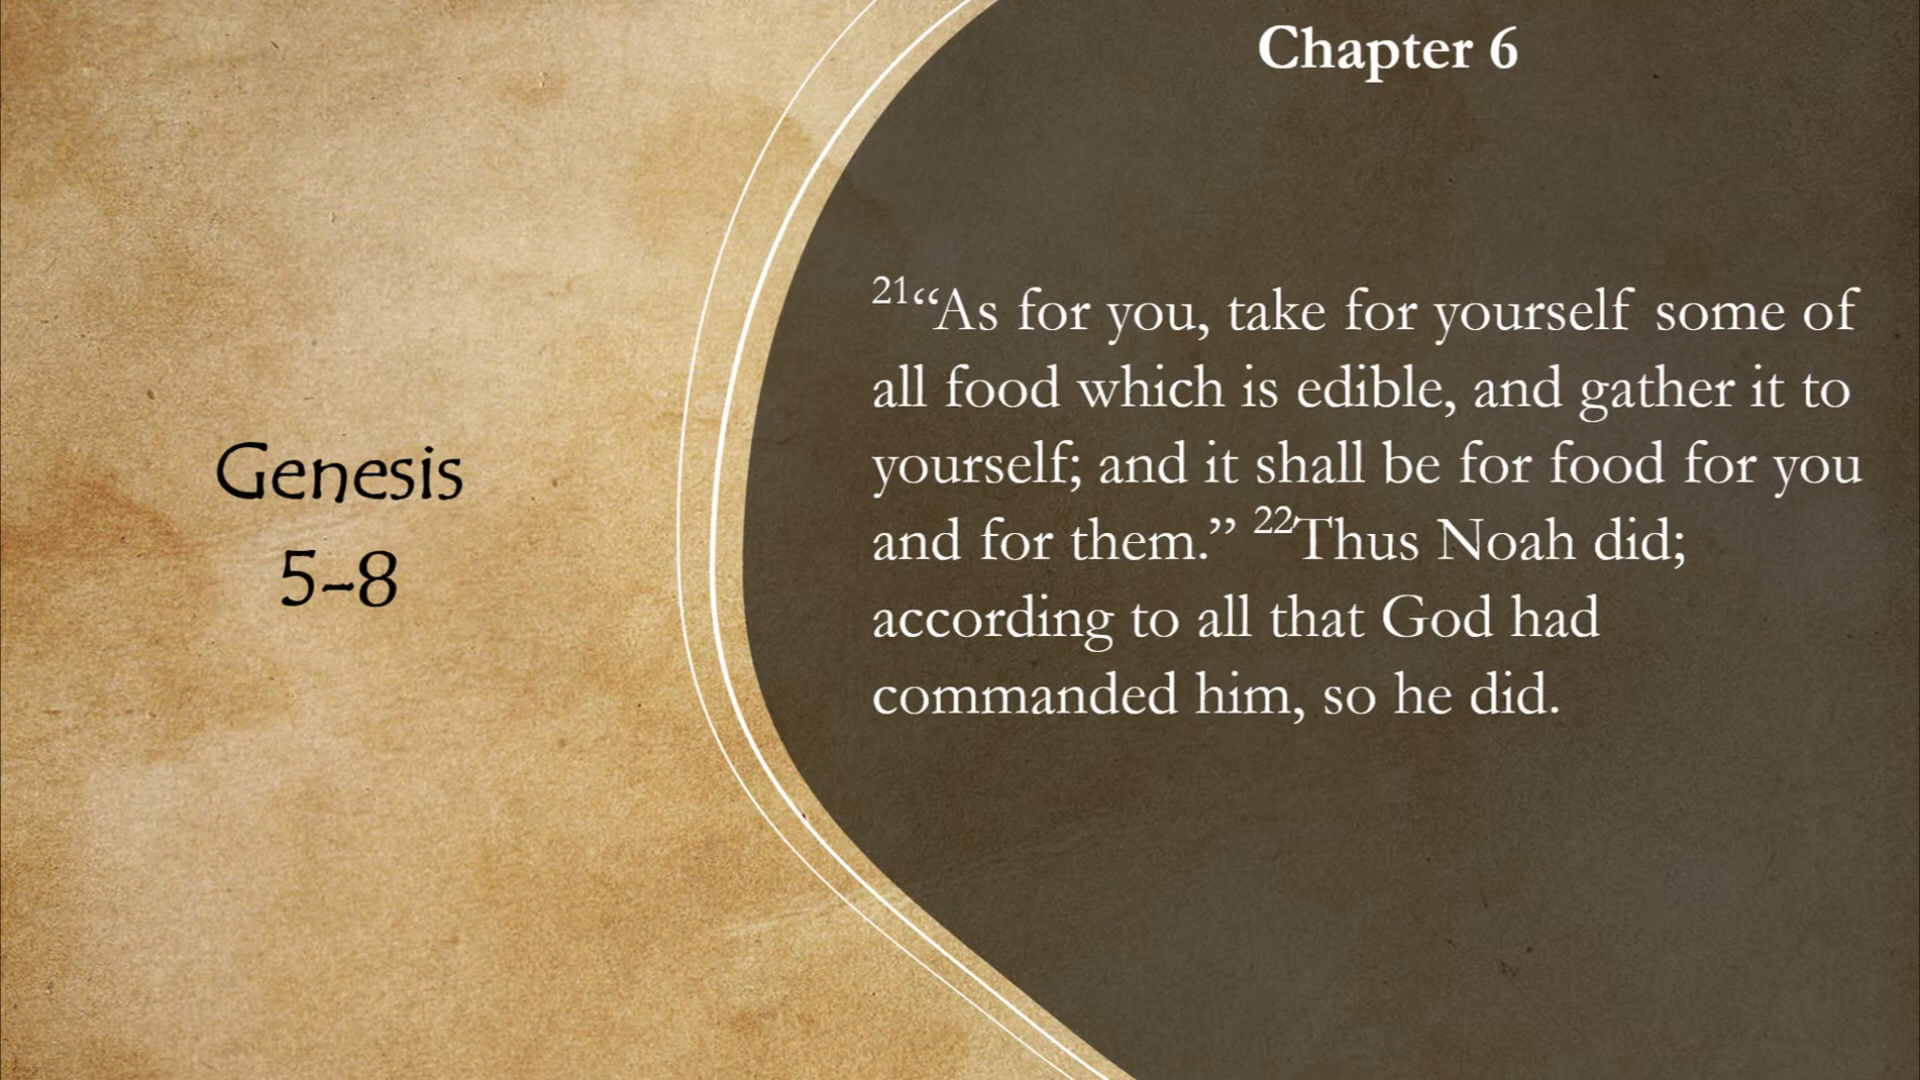 Genesis
5-8
Chapter 6
21“As for you, take for yourself some of
all food which is edible, and gather it to
yourself; and it shall be for food for you
and for them.” 22Thus Noah did;
according to all that God had
commanded him, so he did.